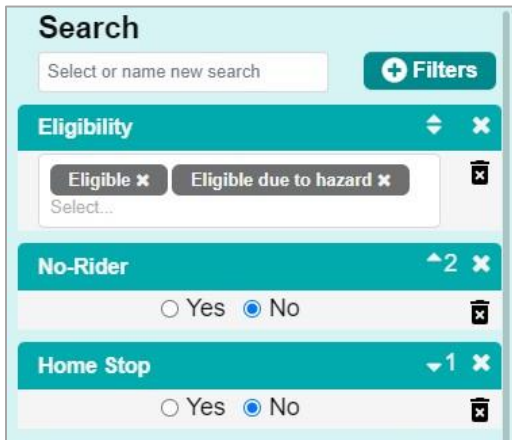 Search
Select or name new search
Filters
Eligibility
Eligible Eligible due to hazard
Select...
No-Rider 2
Yes No
Home Stop 1
Yes No